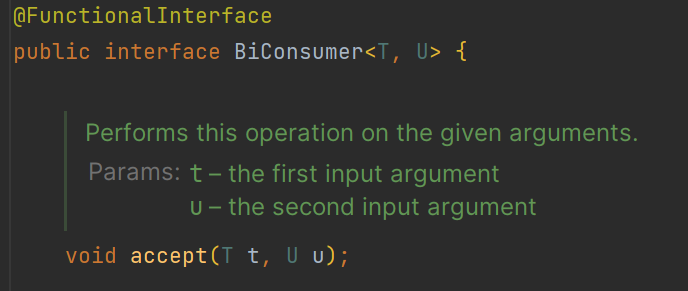 @FunctionalInterface
public interface BiConsumer<T, U> {
Performs this operation on the given arguments.
Params: t – the first input argument
u – the second input argument
void accept(T t, U u);